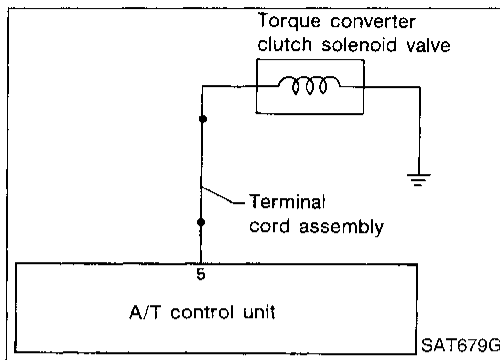 Torque converter
clutch solenoid valve
Terminal
cord assembly
5
A/T control unit
SAT679G